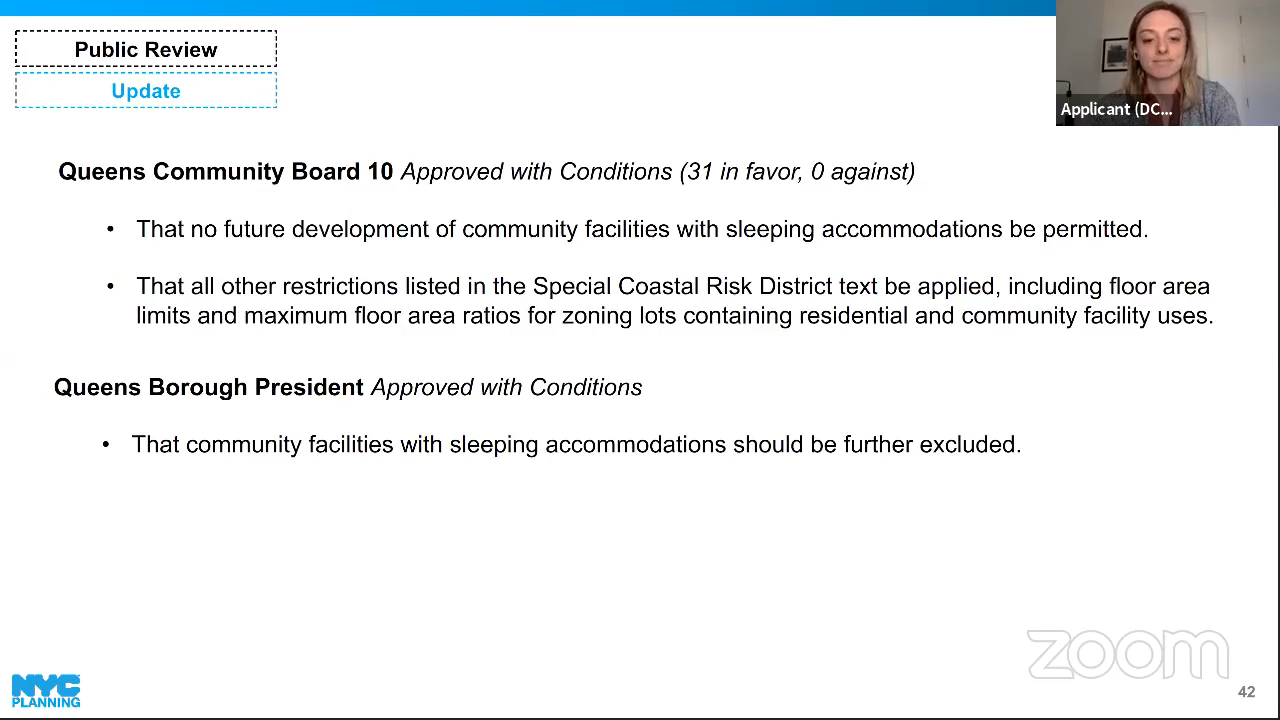 Public Review
Update
Applicant (DC...
Queens Community Board 10 Approved with Conditions (31 in favor, 0 against)
• That no future development of community facilities with sleeping accommodations be permitted.
• That all other restrictions listed in the Special Coastal Risk District text be applied, including floor area
limits and maximum floor area ratios for zoning lots containing residential and community facility uses.
Queens Borough President Approved with Conditions
• That community facilities with sleeping accommodations should be further excluded.
zoom
NYC
PLANNING
42